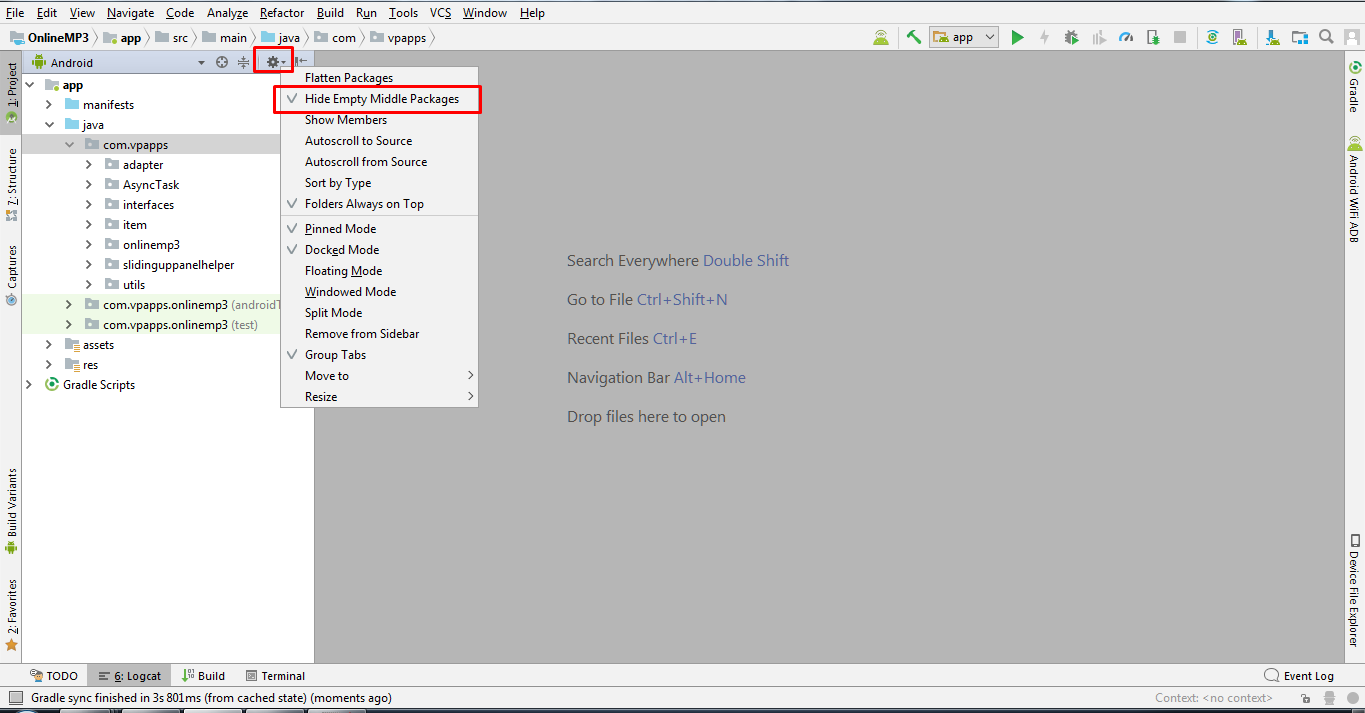 File Edit View Navigate Code Analyze Refactor Build Run Tools VCS Window Help
OnlineMP3 app src main java com vpapps
app
1: Project
7: Structure
Captures
Build Variants
2: Favorites
Android
app
manifests
java
com.vpapps
adapter
AsyncTask
interfaces
item
onlinemp3
slidinguppanelhelper
utils
com.vpapps.onlinemp3 (androidT
com.vpapps.onlinemp3 (test)
assets
res
Gradle Scripts
Flatten Packages
Hide Empty Middle Packages
Show Members
Autoscroll to Source
Autoscroll from Source
Sort by Type
Folders Always on Top
Pinned Mode
Docked Mode
Floating Mode
Windowed Mode
Split Mode
Remove from Sidebar
Group Tabs
Move to
Resize
Search Everywhere Double Shift
Go to File Ctrl+Shift+N
Recent Files Ctrl+E
Navigation Bar Alt+Home
Drop files here to open
Gradle
Android WiFi ADB
Device File Explorer
TODO 6: Logcat Build Terminal Event Log
Gradle sync finished in 3s 801ms (from cached state) (moments ago) Context: <no context>